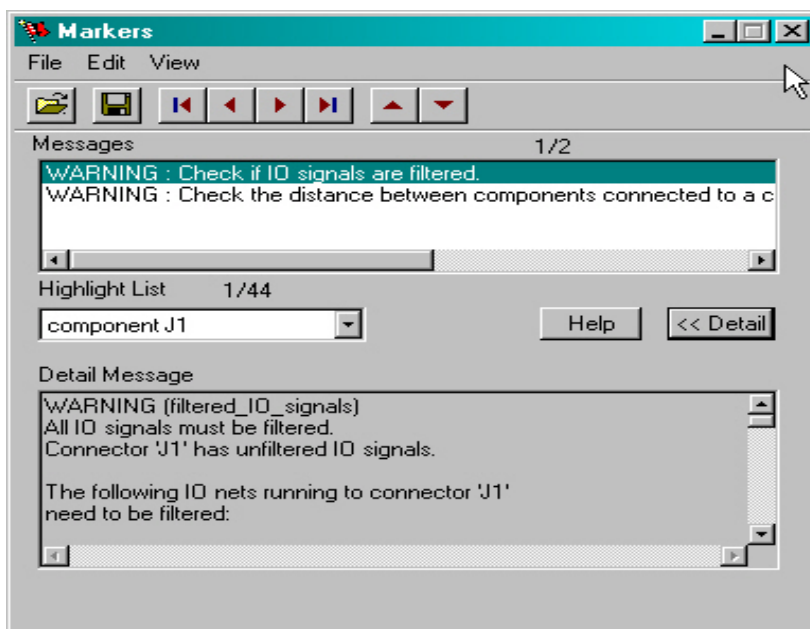 Markers
File Edit View
Messages 1/2
WARNING : Check if IO signals are filtered.
WARNING : Check the distance between components connected to a c
Highlight List 1/44
component J1
Help << Detail
Detail Message
WARNING (filtered_IO_signals)
All IO signals must be filtered.
Connector 'J1' has unfiltered IO signals.
The following IO nets running to connector 'J1'
need to be filtered: